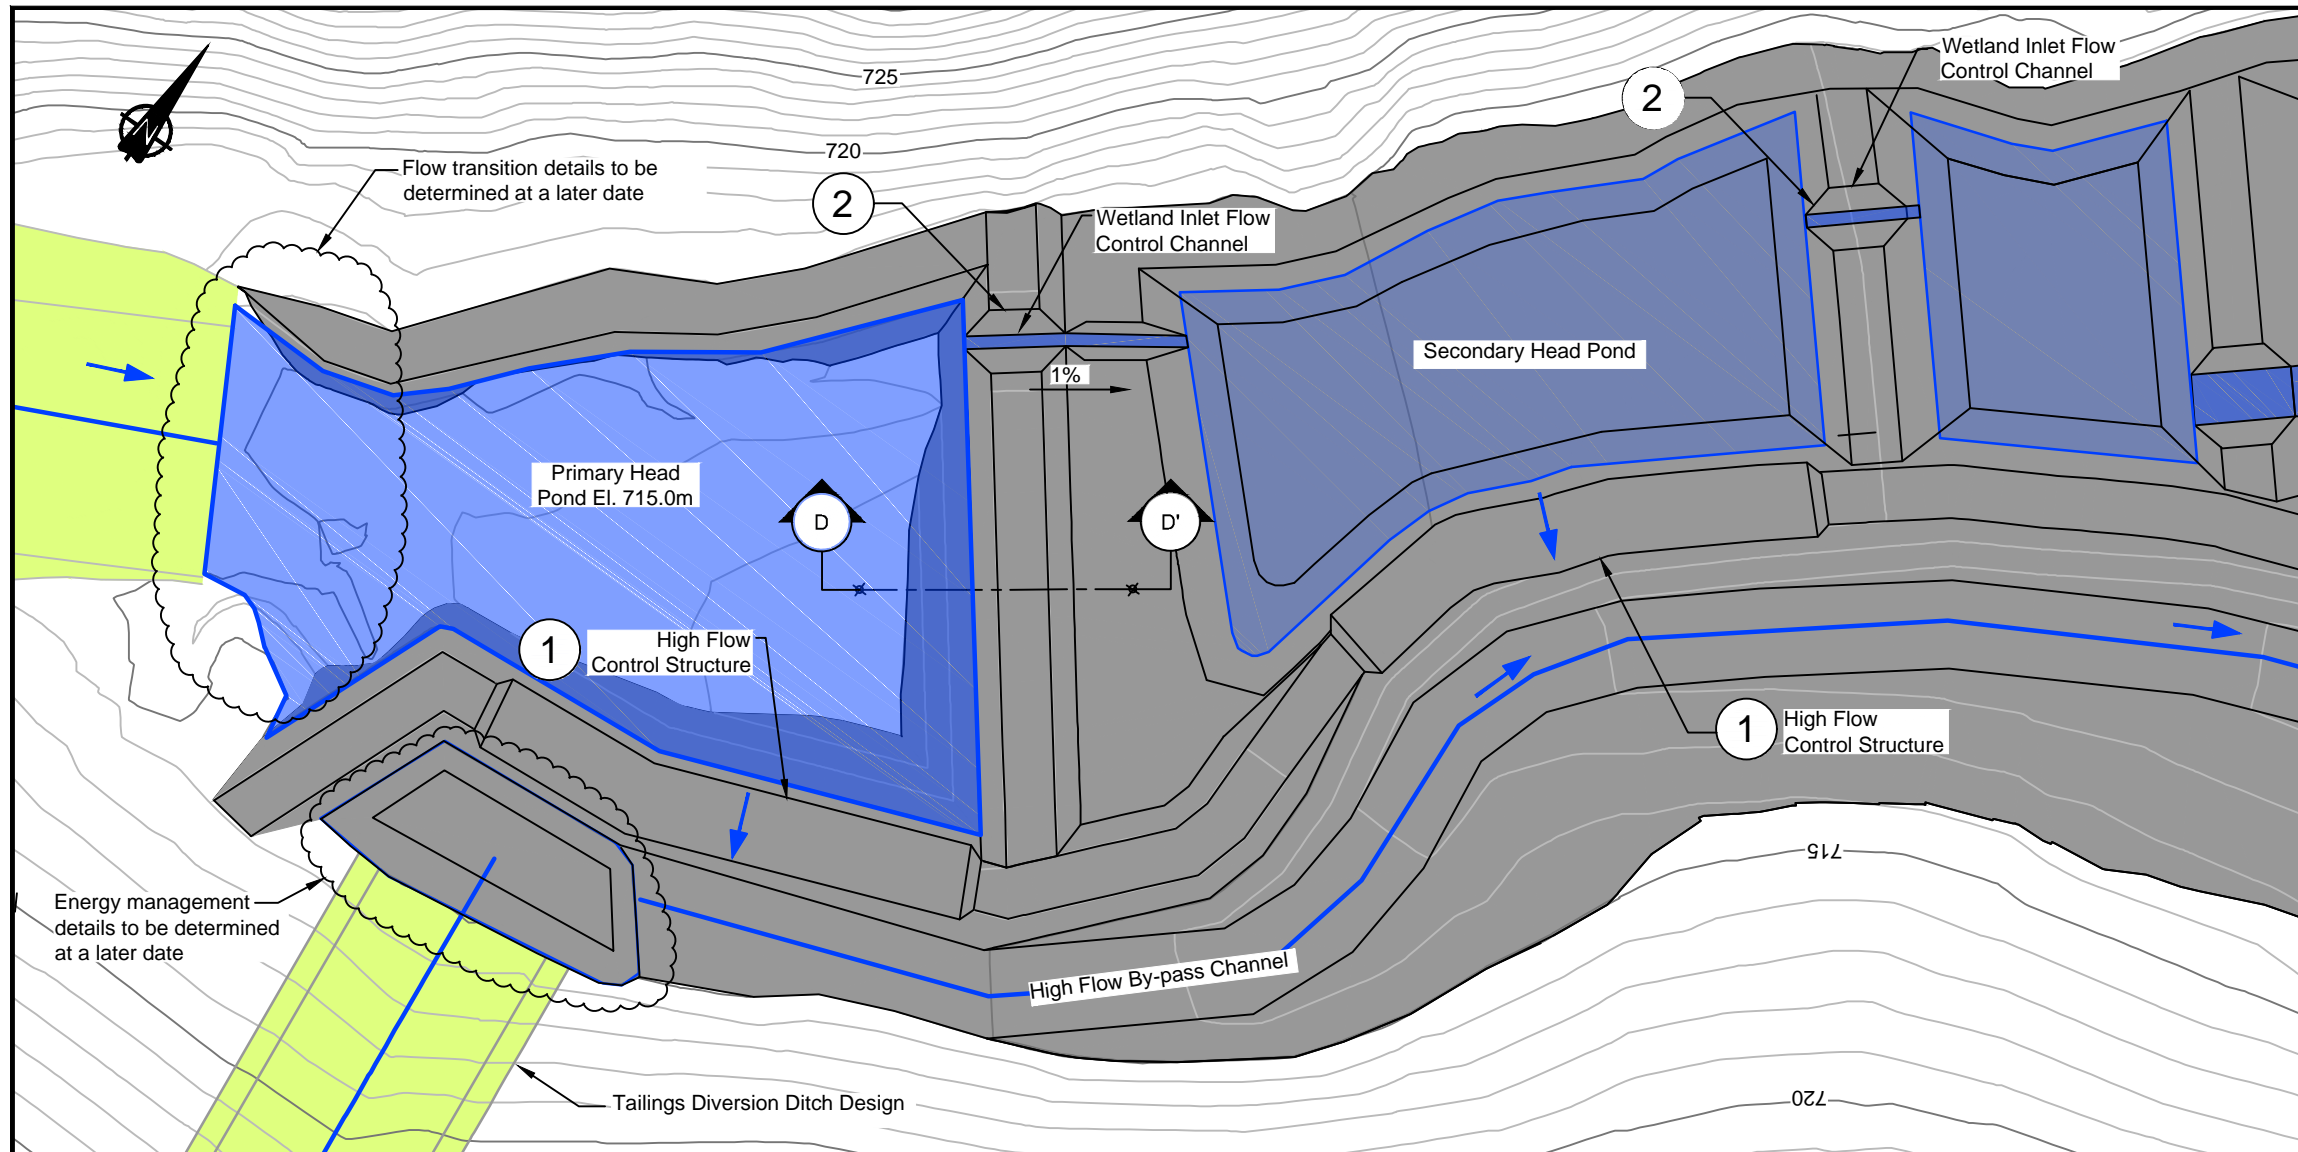 725
Wetland Inlet Flow
Control Channel
2
720
Flow transition details to be
determined at a later date
2
Wetland Inlet Flow
Control Channel
N
1%
Secondary Head Pond
Primary Head
Pond El. 715.0m
D
D'
1
High Flow
Control Structure
1
High Flow
Control Structure
715
Energy management
details to be determined
at a later date
High Flow By-pass Channel
Tailings Diversion Ditch Design
720